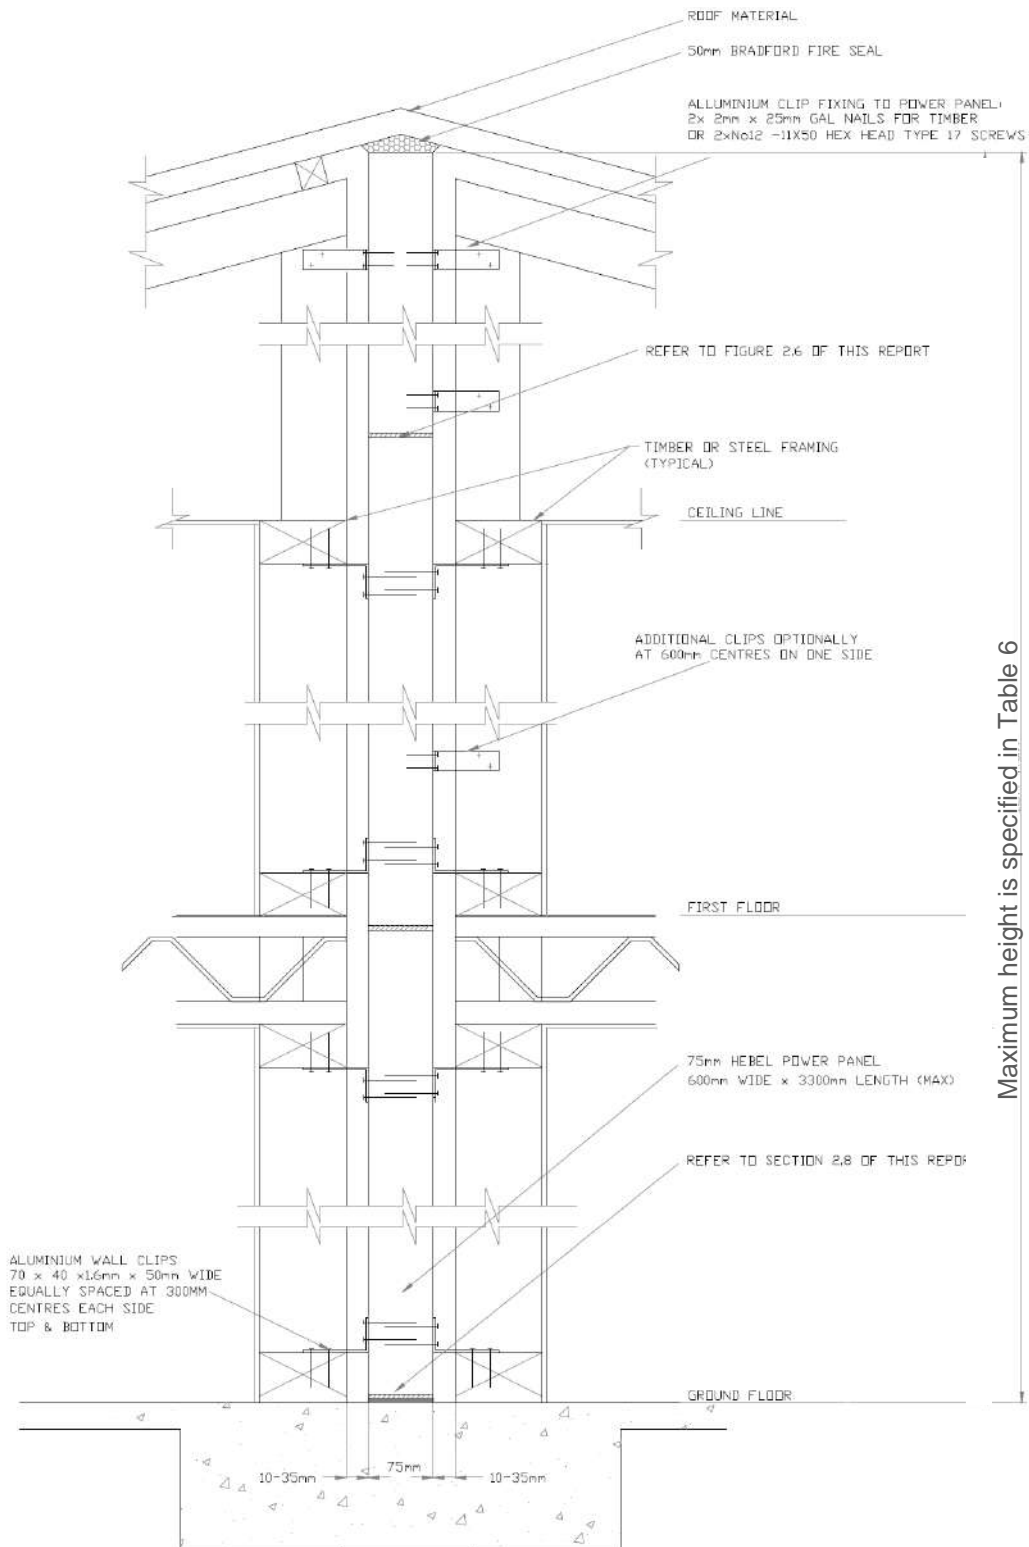 ROOF MATERIAL
50mm BRADFORD FIRE SEAL
ALLUMINIUM CLIP FIXING TO POWER PANEL:
2x 2mm x 25mm GAL NAILS FOR TIMBER
OR 2xNo12 -11X50 HEX HEAD TYPE 17 SCREWS
REFER TO FIGURE 2.6 OF THIS REPORT
TIMBER OR STEEL FRAMING
(TYPICAL)
CEILING LINE
ADDITIONAL CLIPS OPTIONALLY
AT 600mm CENTRES ON ONE SIDE
Maximum height is specified in Table 6
FIRST FLOOR
75mm HEBEL POWER PANEL
600mm WIDE x 3300mm LENGTH (MAX)
REFER TO SECTION 2.8 OF THIS REPO
ALUMINIUM WALL CLIPS
70 x 40 x1.6mm x 50mm WIDE
EQUALLY SPACED AT 300MM
CENTRES EACH SIDE
TOP & BOTTOM
GROUND FLOOR
10-35mm 75mm 10-35mm